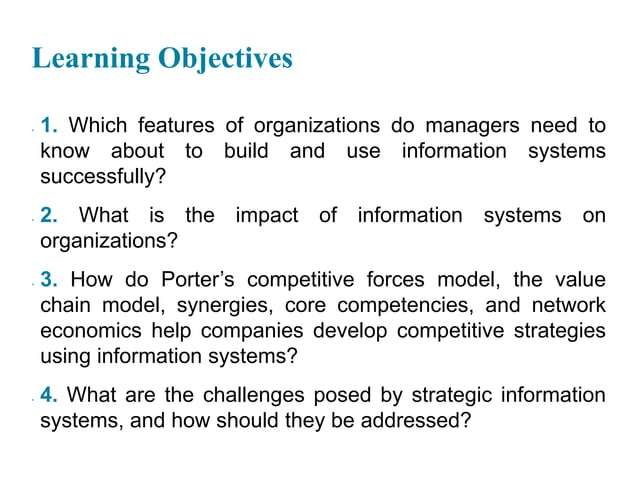 Learning Objectives
1. Which features of organizations do managers need to
know about to build and use information systems
successfully?
2. What is the impact of information systems on
organizations?
3. How do Porter’s competitive forces model, the value
chain model, synergies, core competencies, and network
economics help companies develop competitive strategies
using information systems?
4. What are the challenges posed by strategic information
systems, and how should they be addressed?